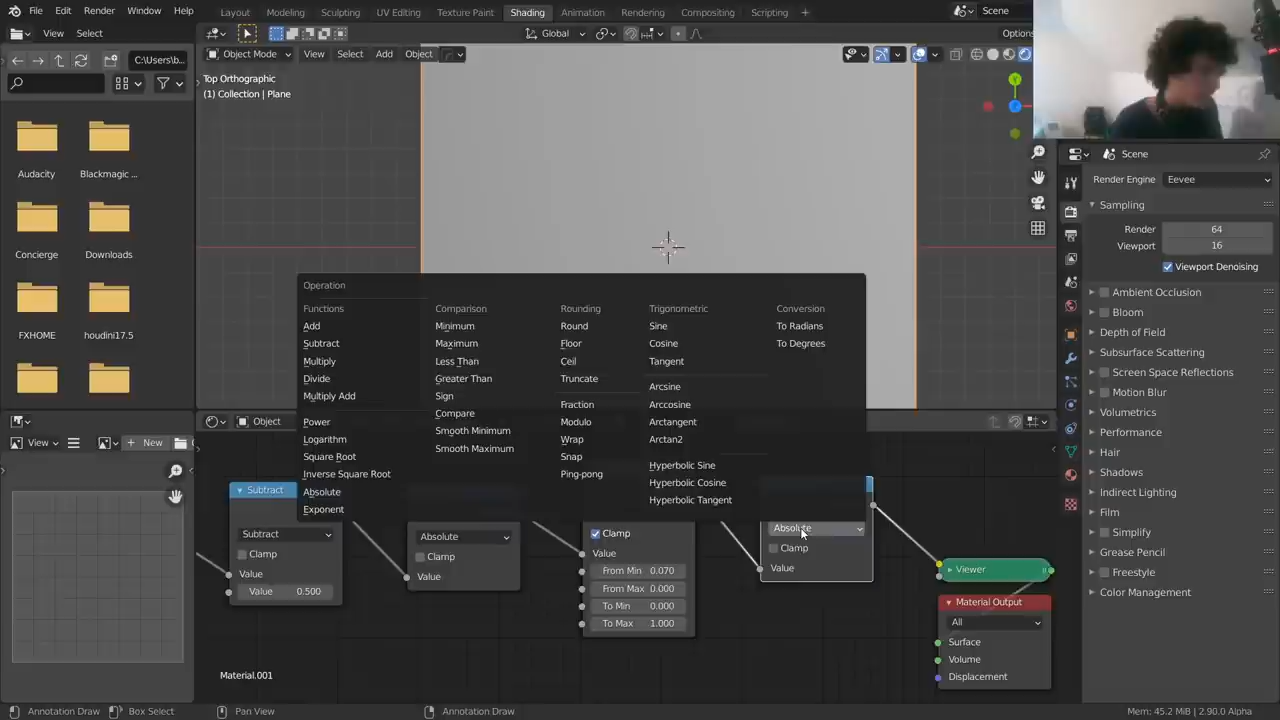 File Edit Render Window Help
Layout Modeling Sculpting UV Editing Texture Paint Shading Animation Rendering Compositing Scripting
Scene
View Select
Global
Options
C:\Users\b...
Object Mode View Select Add Object
Top Orthographic
(1) Collection | Plane
Audacity
Blackmagic ...
Concierge
Downloads
FXHOME
houdini17.5
Scene
Render Engine Eevee
Sampling
Render 64
Viewport 16
Viewport Denoising
Ambient Occlusion
Bloom
Depth of Field
Subsurface Scattering
Screen Space Reflections
Motion Blur
Volumetrics
Performance
Hair
Shadows
Indirect Lighting
Film
Simplify
Grease Pencil
Freestyle
Color Management
Operation
Functions
Add
Subtract
Multiply
Divide
Multiply Add
Power
Logarithm
Square Root
Inverse Square Root
Absolute
Exponent
Comparison
Minimum
Maximum
Less Than
Greater Than
Sign
Compare
Smooth Minimum
Smooth Maximum
Rounding
Round
Floor
Ceil
Truncate
Fraction
Modulo
Wrap
Snap
Ping-pong
Trigonometric
Sine
Cosine
Tangent
Arcsine
Arccosine
Arctangent
Arctan2
Hyperbolic Sine
Hyperbolic Cosine
Hyperbolic Tangent
Conversion
To Radians
To Degrees
View
New
Object
Subtract
Subtract
Clamp
Value
Value 0.500
Absolute
Clamp
Value
Clamp
Value
From Min 0.070
From Max 0.000
To Min 0.000
To Max 1.000
Absolute
Clamp
Value
Viewer
Material Output
All
Surface
Volume
Displacement
Material.001
Annotation Draw Box Select Pan View Annotation Draw
Mem: 45.2 MiB | 2.90.0 Alpha